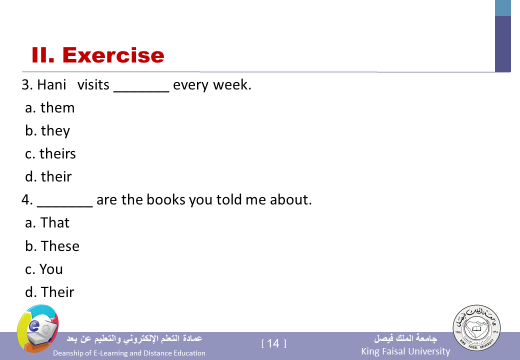 II. Exercise
3. Hani visits _______ every week.
a. them
b. they
c. theirs
d. their
4. _______ are the books you told me about.
a. That
b. These
c. You
d. Their
عمادة التعلم الإلكتروني والتعليم عن بعد
Deanship of E-Learning and Distance Education
[ 14 ]
جامعة الملك فيصل
King Faisal University